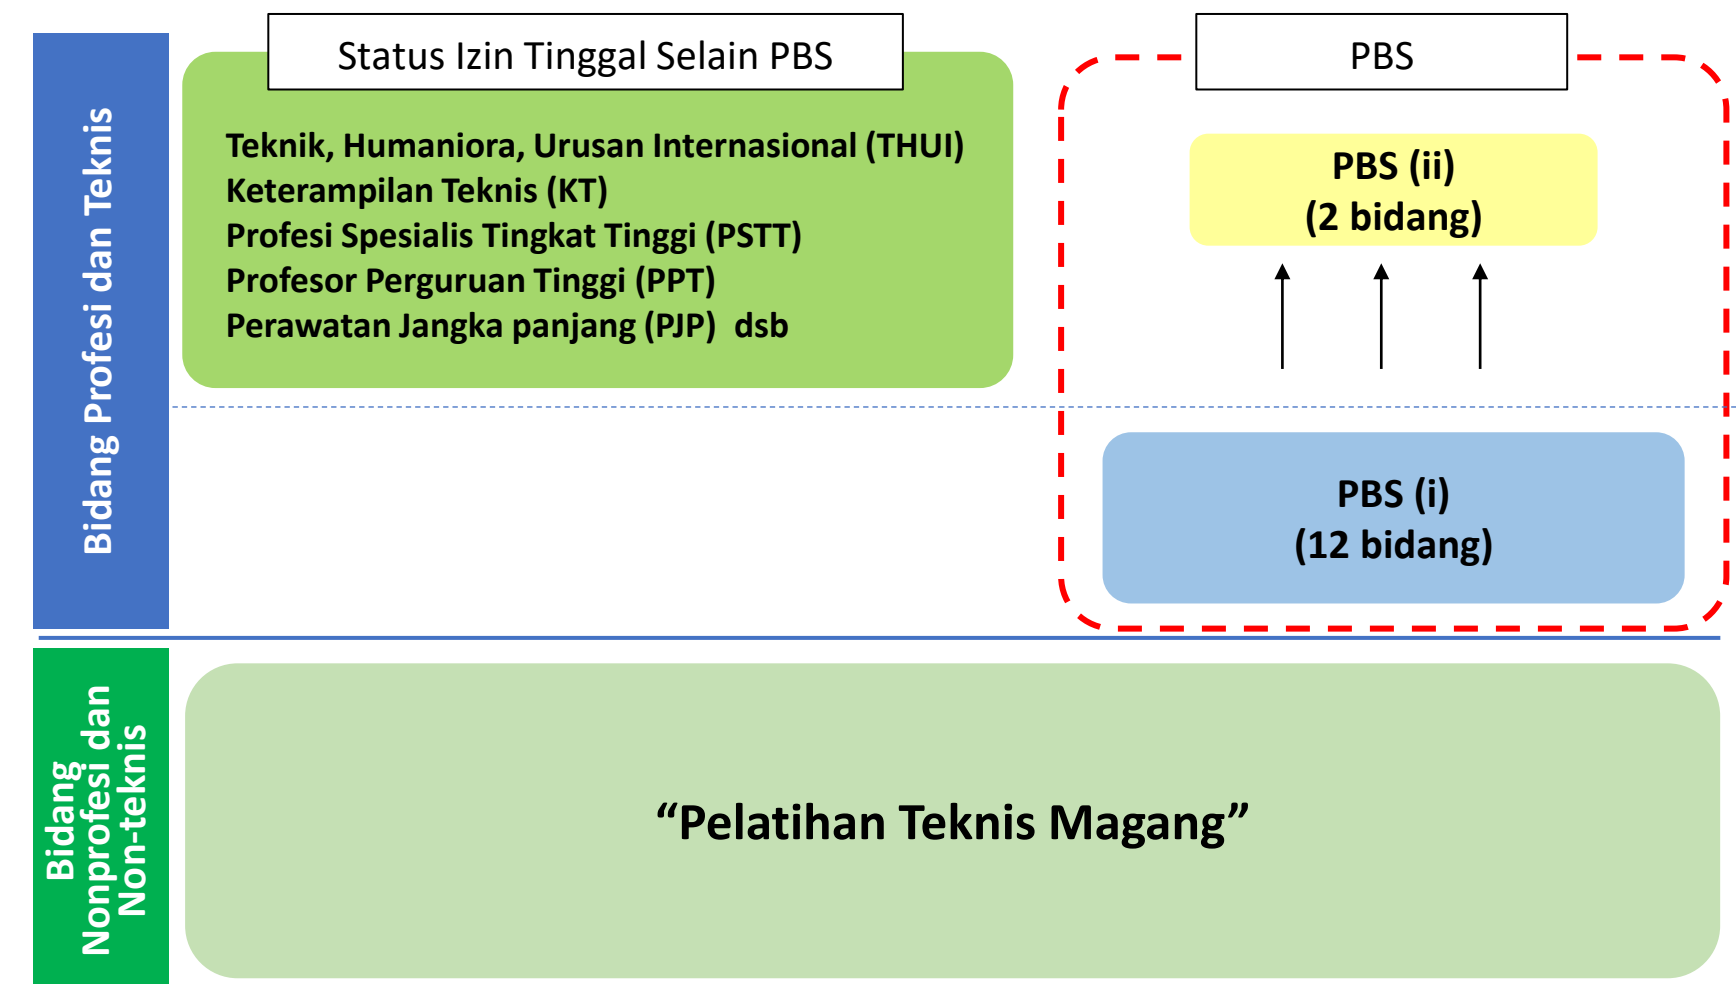 Status Izin Tinggal Selain PBS
PBS
Bidang Profesi dan Teknis
Teknik, Humaniora, Urusan Internasional (THUI)
Keterampilan Teknis (KT)
Profesi Spesialis Tingkat Tinggi (PSTT)
Profesor Perguruan Tinggi (PPT)
Perawatan Jangka panjang (PJP) dsb
PBS (ii)
(2 bidang)
PBS (i)
(12 bidang)
Bidang
Nonprofesi dan
Non-teknis
“Pelatihan Teknis Magang”